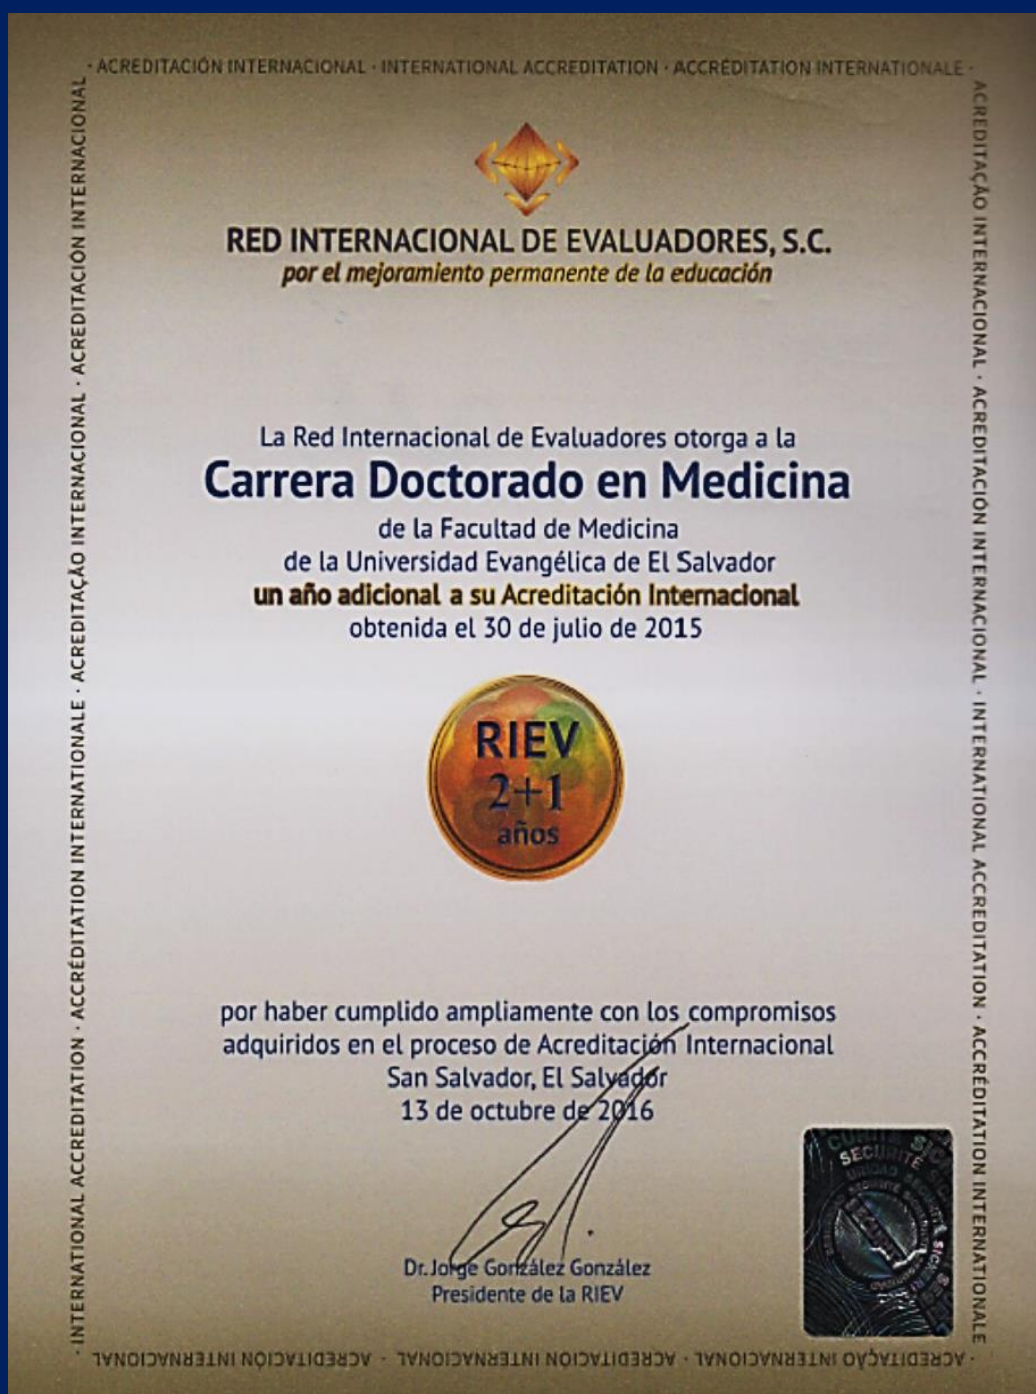 · ACREDITACIÓN INTERNACIONAL · INTERNATIONAL ACCREDITATION · ACCRÉDITATION INTERNATIONALE ·
ACREDITAÇÃO INTERNACIONAL · ACREDITACIÓN INTERNACIONAL · INTERNATIONAL ACCREDITATION · ACCRÉDITATION INTERNATIONALE
· ACREDITAÇÃO INTERNACIONAL · ACREDITACIÓN INTERNACIONAL · ACREDITACIÓN INTERNACIONAL
· INTERNATIONAL ACCREDITATION · ACCRÉDITATION INTERNATIONALE · ACREDITAÇÃO INTERNACIONAL · ACREDITACIÓN INTERNACIONAL
RED INTERNACIONAL DE EVALUADORES, S.C.
por el mejoramiento permanente de la educación
La Red Internacional de Evaluadores otorga a la
Carrera Doctorado en Medicina
de la Facultad de Medicina
de la Universidad Evangélica de El Salvador
un año adicional a su Acreditación Internacional
obtenida el 30 de julio de 2015
RIEV
2+1
años
por haber cumplido ampliamente con los compromisos
adquiridos en el proceso de Acreditación Internacional
San Salvador, El Salvador
13 de octubre de 2016
Dr. Jorge González González
Presidente de la RIEV
SECURITÉ